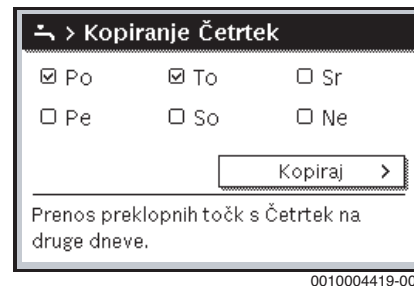 > Kopiranje Četrtek
Po To Sr
Pe So Ne
Kopiraj >
Prenos preklopnih točk s Četrtek na
druge dneve.
0010004419-00